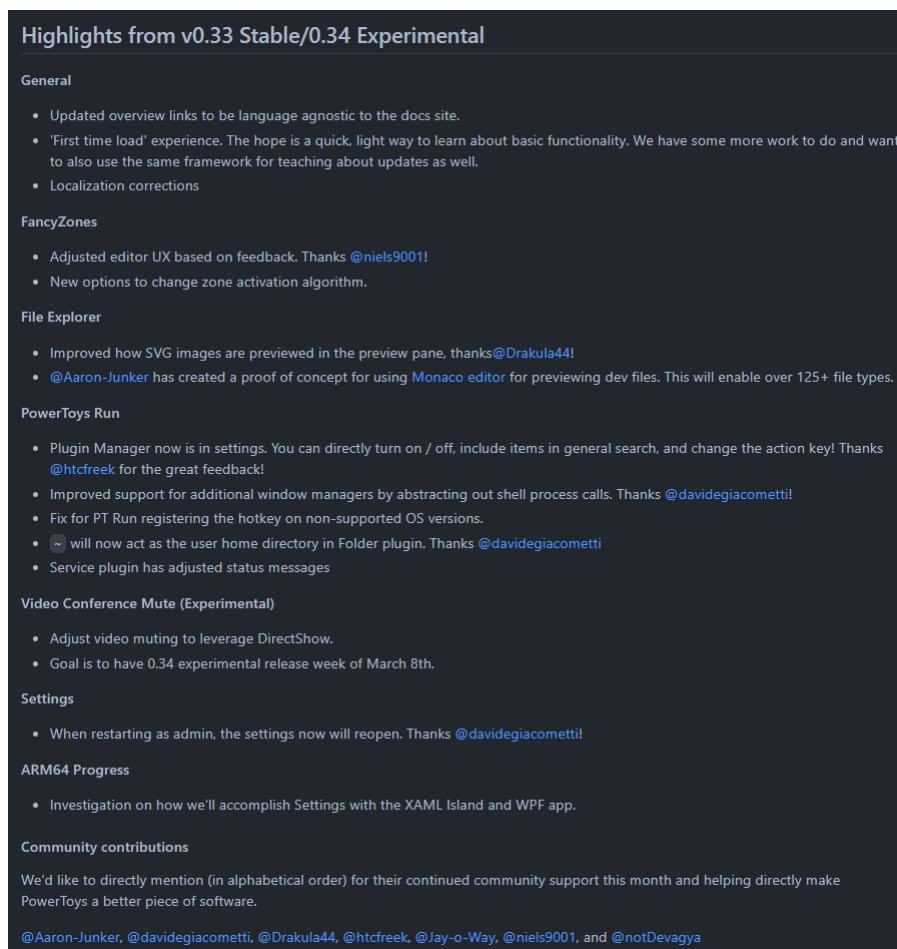 Highlights from v0.33 Stable/0.34 Experimental
General
• Updated overview links to be language agnostic to the docs site.
• 'First time load' experience. The hope is a quick, light way to learn about basic functionality. We have some more work to do and want
to also use the same framework for teaching about updates as well.
• Localization corrections
FancyZones
• Adjusted editor UX based on feedback. Thanks @niels9001!
• New options to change zone activation algorithm.
File Explorer
• Improved how SVG images are previewed in the preview pane, thanks@Drakula44!
• @Aaron-Junker has created a proof of concept for using Monaco editor for previewing dev files. This will enable over 125+ file types.
PowerToys Run
• Plugin Manager now is in settings. You can directly turn on / off, include items in general search, and change the action key! Thanks
@htcfreek for the great feedback!
• Improved support for additional window managers by abstracting out shell process calls. Thanks @davidegiacometti!
• Fix for PT Run registering the hotkey on non-supported OS versions.
• ~ will now act as the user home directory in Folder plugin. Thanks @davidegiacometti
• Service plugin has adjusted status messages
Video Conference Mute (Experimental)
• Adjust video muting to leverage DirectShow.
• Goal is to have 0.34 experimental release week of March 8th.
Settings
• When restarting as admin, the settings now will reopen. Thanks @davidegiacometti!
ARM64 Progress
• Investigation on how we'll accomplish Settings with the XAML Island and WPF app.
Community contributions
We'd like to directly mention (in alphabetical order) for their continued community support this month and helping directly make
PowerToys a better piece of software.
@Aaron-Junker, @davidegiacometti, @Drakula44, @htcfreek, @Jay-o-Way, @niels9001, and @notDevagya